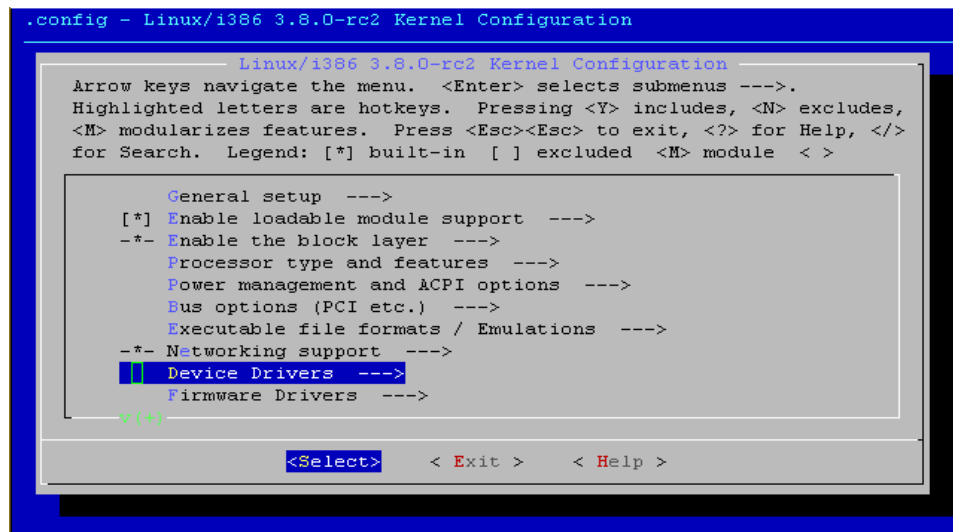 .config - Linux/i386 3.8.0-rc2 Kernel Configuration
Linux/i386 3.8.0-rc2 Kernel Configuration
Arrow keys navigate the menu.  <Enter> selects submenus --->.
Highlighted letters are hotkeys.  Pressing <Y> includes, <N> excludes,
<M> modularizes features.  Press <Esc><Esc> to exit, <?> for Help, </>
for Search.  Legend: [*] built-in  [ ] excluded  <M> module  < >
General setup  --->
[*] Enable loadable module support  --->
-*- Enable the block layer  --->
Processor type and features  --->
Power management and ACPI options  --->
Bus options (PCI etc.)  --->
Executable file formats / Emulations  --->
-*- Networking support  --->
Device Drivers  --->
Firmware Drivers  --->
<Select>    < Exit >    < Help >